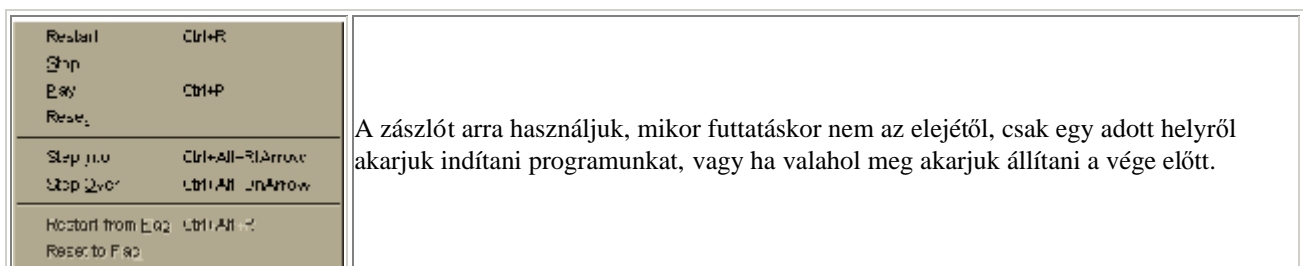 Restart Ctrl+R
Stop
Play Ctrl+P
Reset
Step Into Ctrl+Alt+RtArrow
Step Over Ctrl+Alt+DnArrow
Restart from Flag Ctrl+Alt+R
Reset to Flag
A zászlót arra használjuk, mikor futtatáskor nem az elejétől, csak egy adott helyről
akarjuk indítani programunkat, vagy ha valahol meg akarjuk állítani a vége előtt.